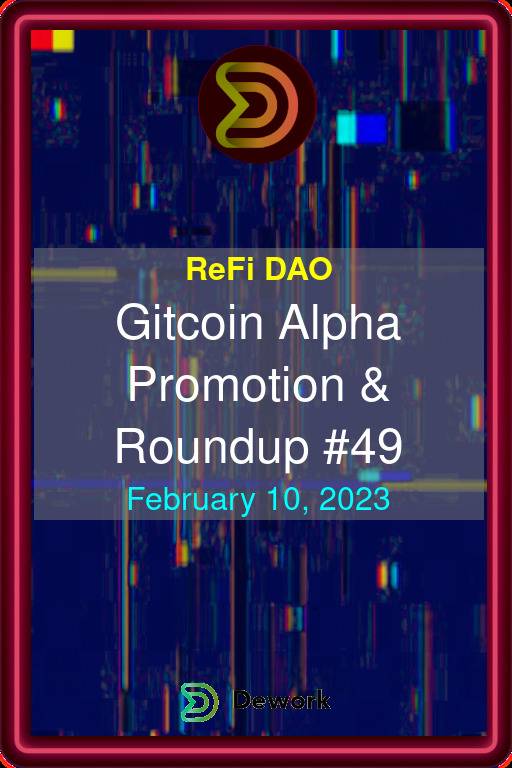 ReFi DAO
Gitcoin Alpha
Promotion &
Roundup #49
February 10, 2023
Dework